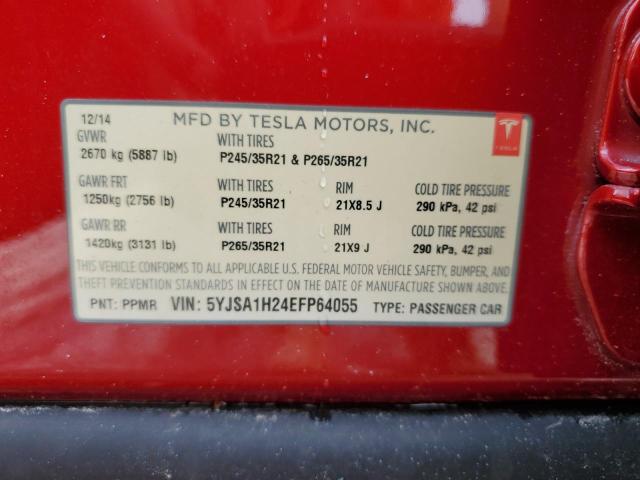 12/14 MFD BY TESLA MOTORS, INC.
GVWR WITH TIRES
2670 kg (5887 lb) P245/35R21 & P265/35R21
GAWR FRT WITH TIRES RIM COLD TIRE PRESSURE
1250kg (2756 lb) P245/35R21 21X8.5 J 290 kPa, 42 psi
GAWR RR WITH TIRES RIM COLD TIRE PRESSURE
1420kg (3131 lb) P265/35R21 21X9 J 290 kPa, 42 psi
THIS VEHICLE CONFORMS TO ALL APPLICABLE U.S. FEDERAL MOTOR VEHICLE SAFETY, BUMPER, AND
THEFT PREVENTION STANDARDS IN EFFECT ON THE DATE OF MANUFACTURE SHOWN ABOVE.
PNT: PPMR VIN: 5YJSA1H24EFP64055 TYPE: PASSENGER CAR